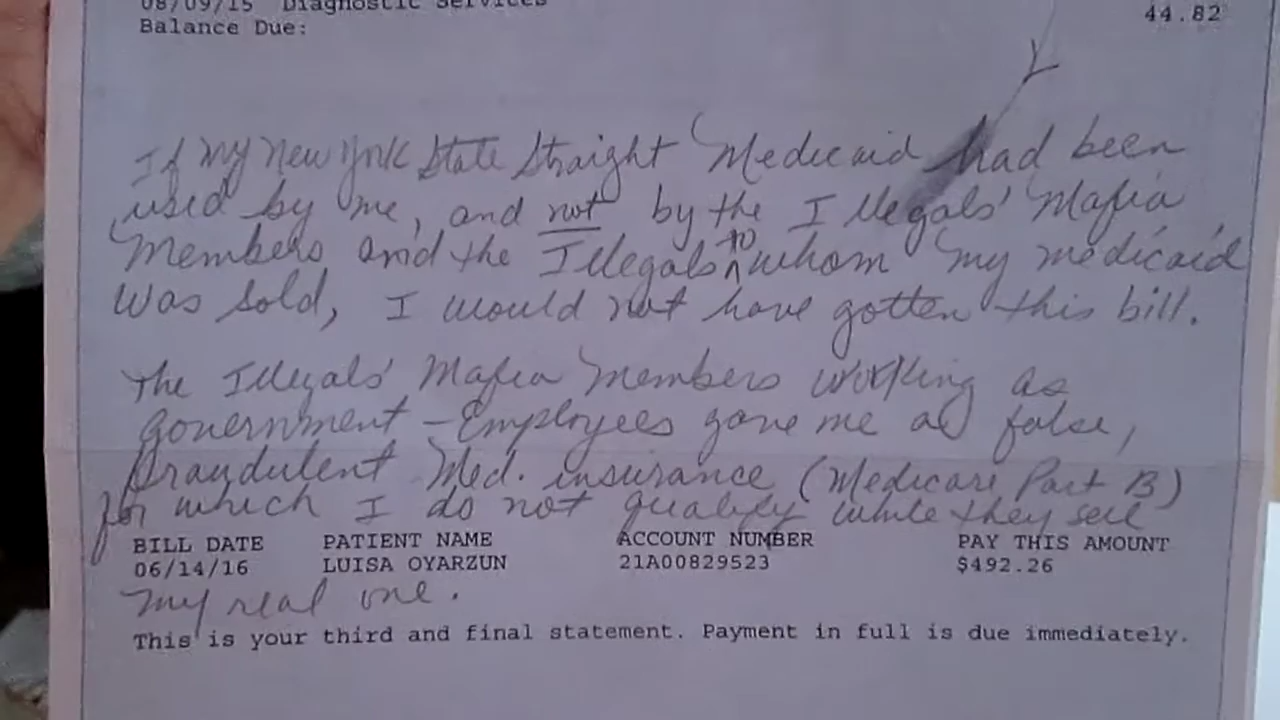 08/09/15 Diagnostic Services 44.82
Balance Due:
If my New York State Straight Medicaid had been
used by me, and not by the Illegals' Mafia
Members and the Illegals to whom my medicaid
was sold, I would not have gotten this bill.
The Illegals' Mafia Members working as
government-Employees gave me a false,
fraudulent Med. insurance (Medicare Part B)
for which I do not qualify while they sell
BILL DATE PATIENT NAME ACCOUNT NUMBER PAY THIS AMOUNT
06/14/16 LUISA OYARZUN 21A00829523 $492.26
my real one.
This is your third and final statement. Payment in full is due immediately.